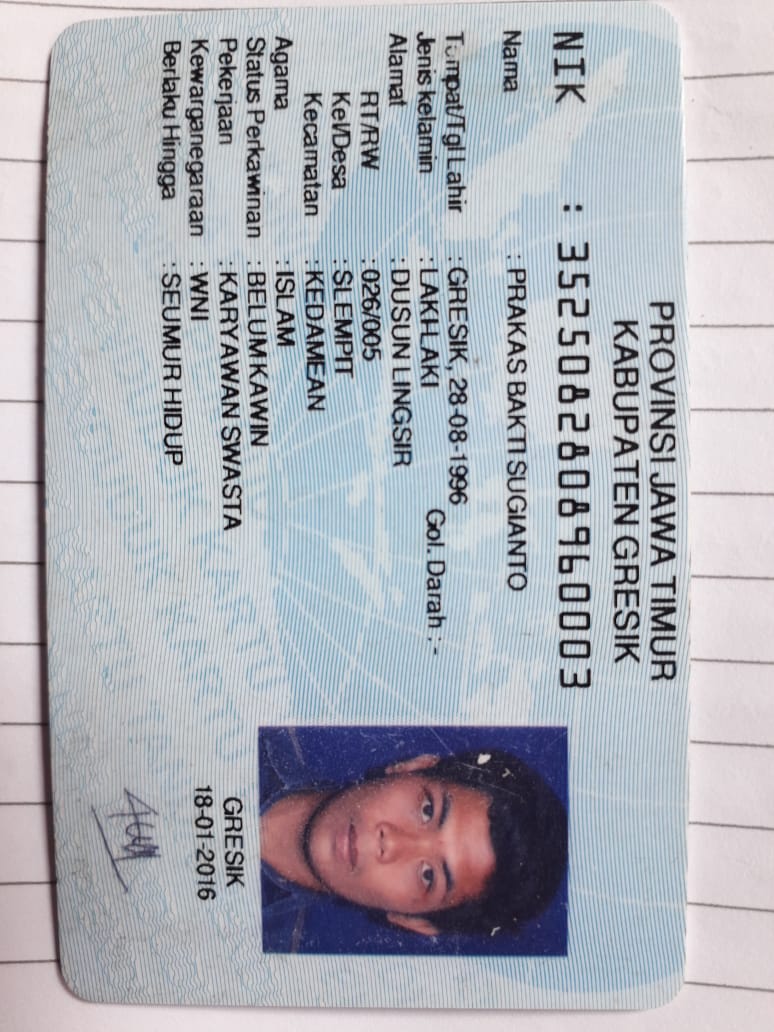 PROVINSI JAWA TIMUR
KABUPATEN GRESIK
NIK : 3525082808960003
Nama : PRAKAS BAKTI SUGIANTO
Tempat/Tgl Lahir : GRESIK, 28-08-1996
Jenis kelamin : LAKI-LAKI Gol. Darah : -
Alamat : DUSUN LINGSIR
RT/RW : 026/005
Kel/Desa : SLEMPIT
Kecamatan : KEDAMEAN
Agama : ISLAM
Status Perkawinan : BELUM KAWIN
Pekerjaan : KARYAWAN SWASTA
Kewarganegaraan : WNI
Berlaku Hingga : SEUMUR HIDUP
GRESIK
18-01-2016